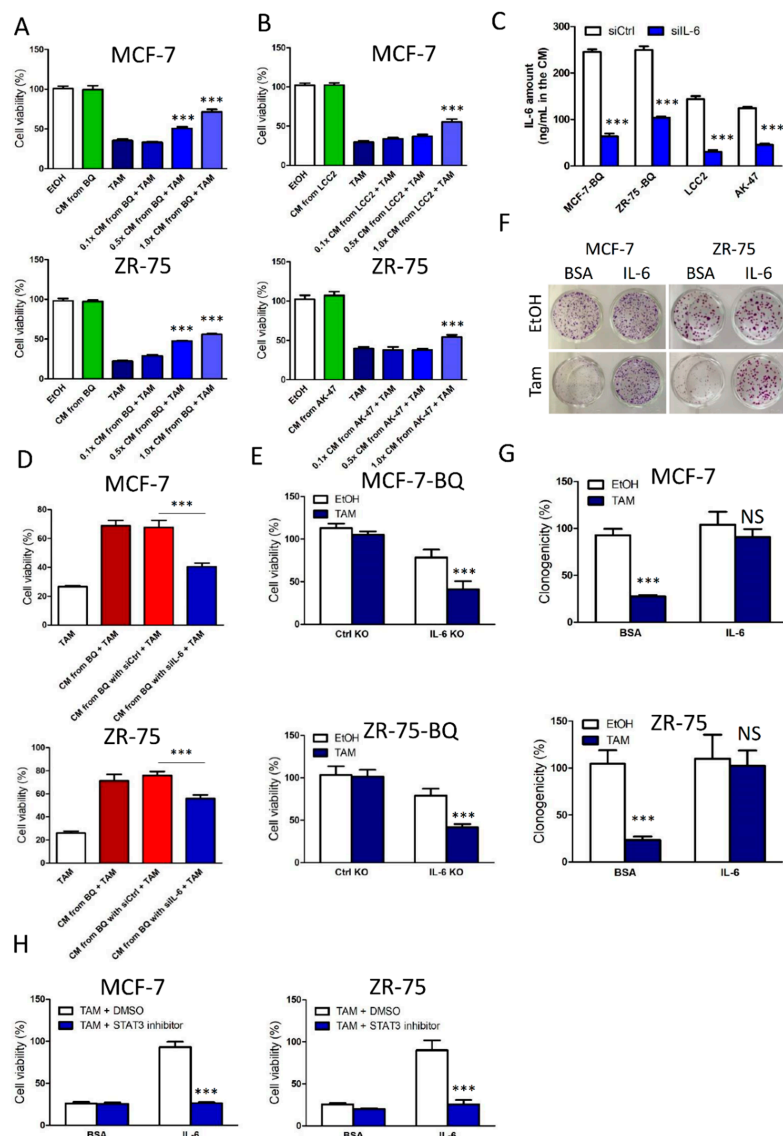 A
MCF-7
Cell viability (%)
150
100
50
0
***
***
EtOH
CM from BQ
TAM
0.1x CM from BQ + TAM
0.5x CM from BQ + TAM
1.0x CM from BQ + TAM
ZR-75
Cell viability (%)
150
100
50
0
***
***
EtOH
CM from BQ
TAM
0.1x CM from BQ + TAM
0.5x CM from BQ + TAM
1.0x CM from BQ + TAM
B
MCF-7
Cell viability (%)
150
100
50
0
***
EtOH
CM from LCC2
TAM
0.1x CM from LCC2 + TAM
0.5x CM from LCC2 + TAM
1.0x CM from LCC2 + TAM
ZR-75
Cell viability (%)
150
100
50
0
***
EtOH
CM from AK-47
TAM
0.1x CM from AK-47 + TAM
0.5x CM from AK-47 + TAM
1.0x CM from AK-47 + TAM
C
siCtrl
siIL-6
IL-6 amount
(ng/mL in the CM)
300
200
100
0
***
***
***
***
MCF-7-BQ
ZR-75 -BQ
LCC2
AK-47
F
MCF-7
ZR-75
BSA
IL-6
BSA
IL-6
EtOH
Tam
D
MCF-7
Cell viability (%)
80
60
40
20
0
***
TAM
CM from BQ + TAM
CM from BQ with siCtrl + TAM
CM from BQ with siIL-6 + TAM
ZR-75
Cell viability (%)
100
80
60
40
20
0
***
TAM
CM from BQ + TAM
CM from BQ with siCtrl + TAM
CM from BQ with siIL-6 + TAM
E
MCF-7-BQ
EtOH
TAM
Cell viability (%)
150
100
50
0
***
Ctrl KO
IL-6 KO
ZR-75-BQ
EtOH
TAM
Cell viability (%)
150
100
50
0
***
Ctrl KO
IL-6 KO
G
MCF-7
EtOH
TAM
Clonogenicity (%)
150
100
50
0
***
NS
BSA
IL-6
ZR-75
EtOH
TAM
Clonogenicity (%)
150
100
50
0
***
NS
BSA
IL-6
H
MCF-7
TAM + DMSO
TAM + STAT3 inhibitor
Cell viability (%)
150
100
50
0
***
BSA
IL-6
ZR-75
TAM + DMSO
TAM + STAT3 inhibitor
Cell viability (%)
150
100
50
0
***
BSA
IL-6